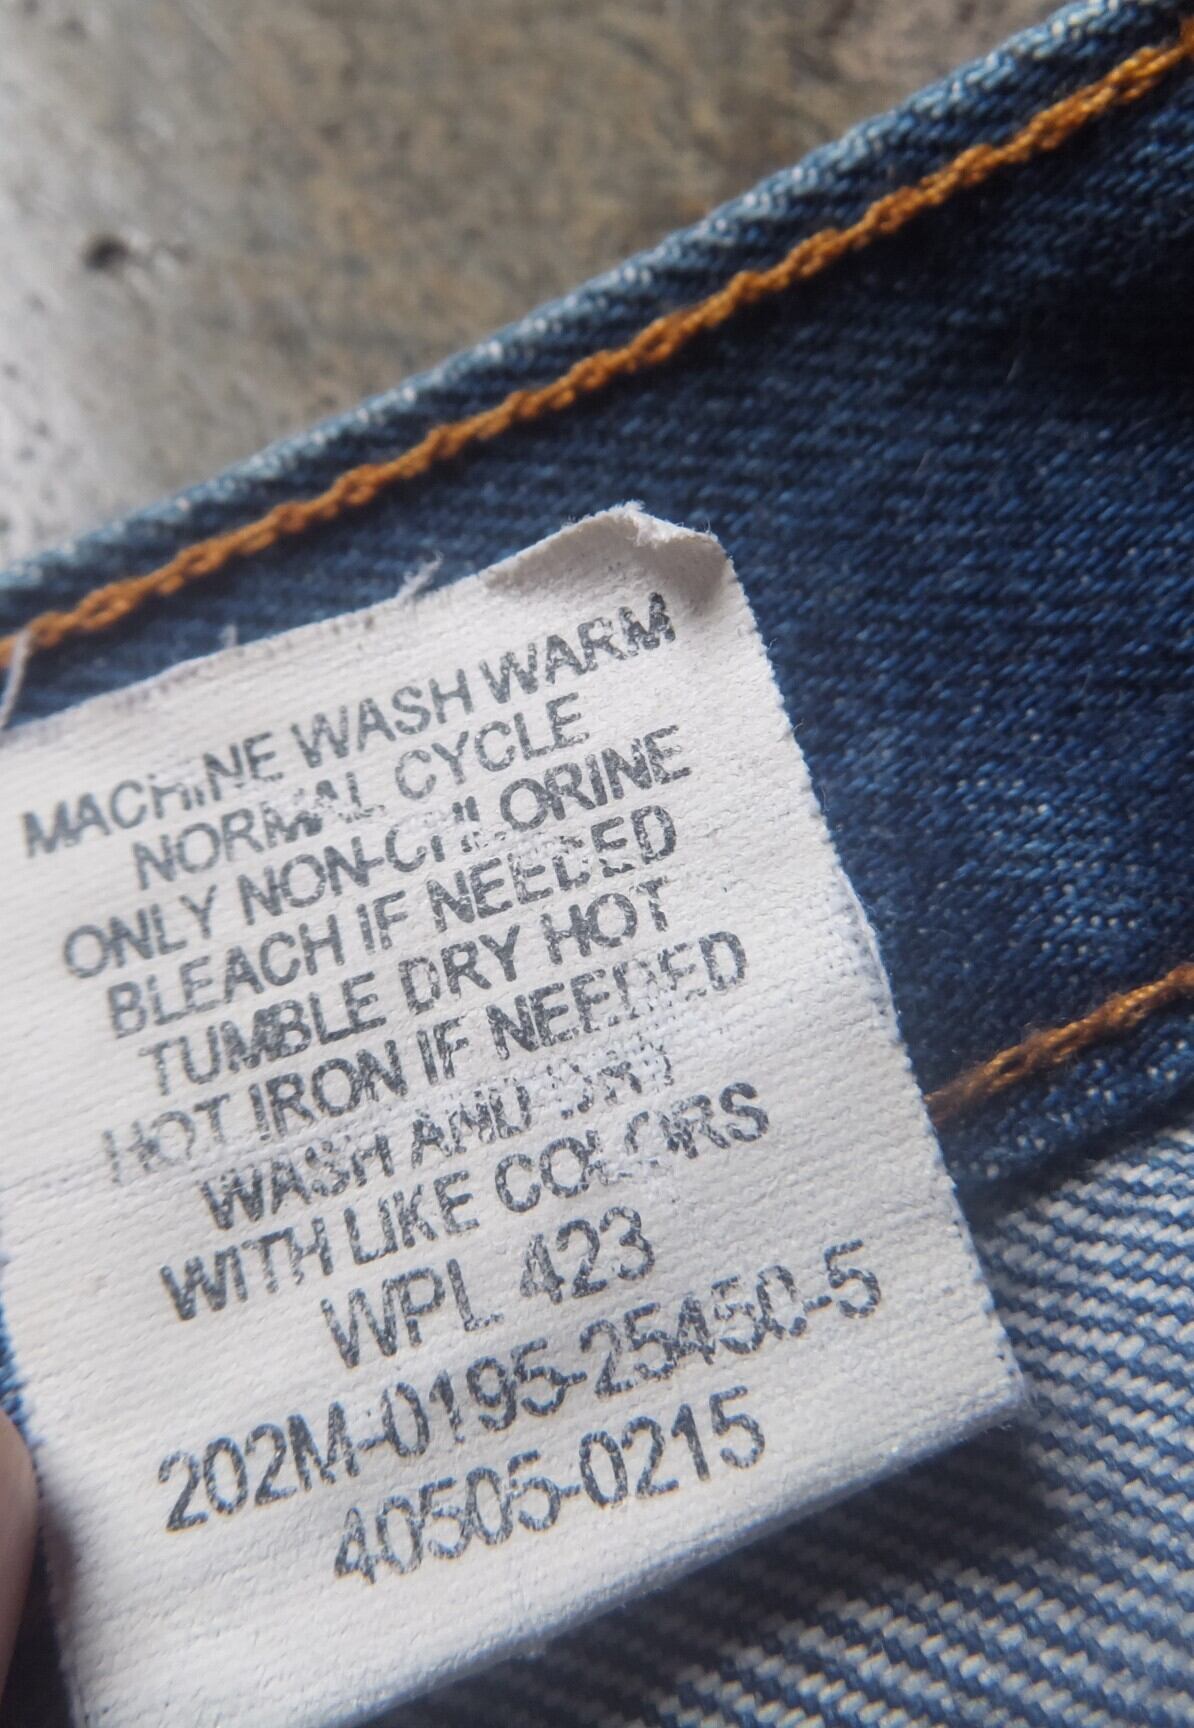 MACHINE WASH WARM
NORMAL CYCLE
ONLY NON-CHLORINE
BLEACH IF NEEDED
TUMBLE DRY HOT
HOT IRON IF NEEDED
WASH AND DRY
WITH LIKE COLORS
WPL 423
202M-0195-25450-5
40505-0215